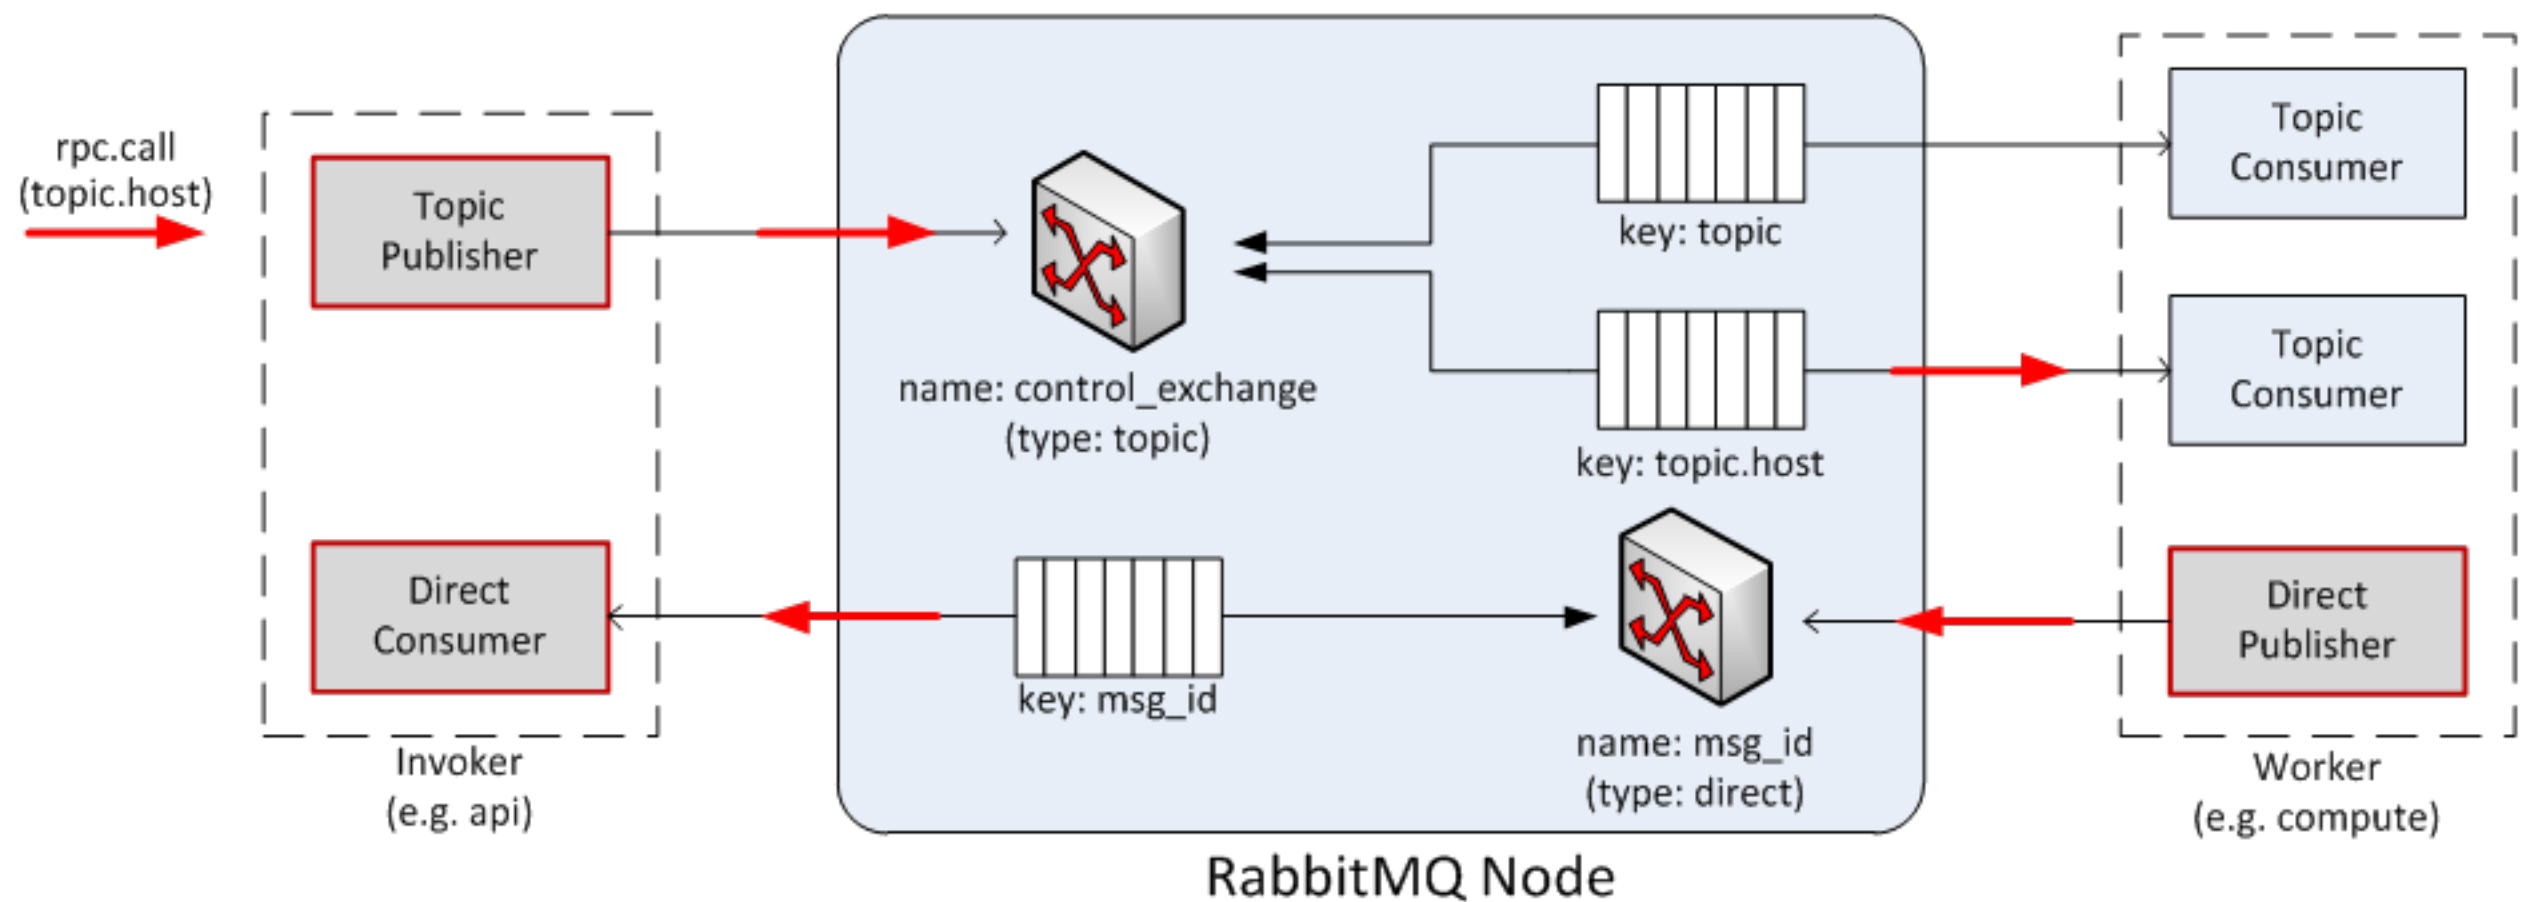 rpc.call
(topic.host)
Topic
Publisher
Direct
Consumer
Invoker
(e.g. api)
name: control_exchange
(type: topic)
key: topic
key: topic.host
key: msg_id
name: msg_id
(type: direct)
RabbitMQ Node
Topic
Consumer
Topic
Consumer
Direct
Publisher
Worker
(e.g. compute)